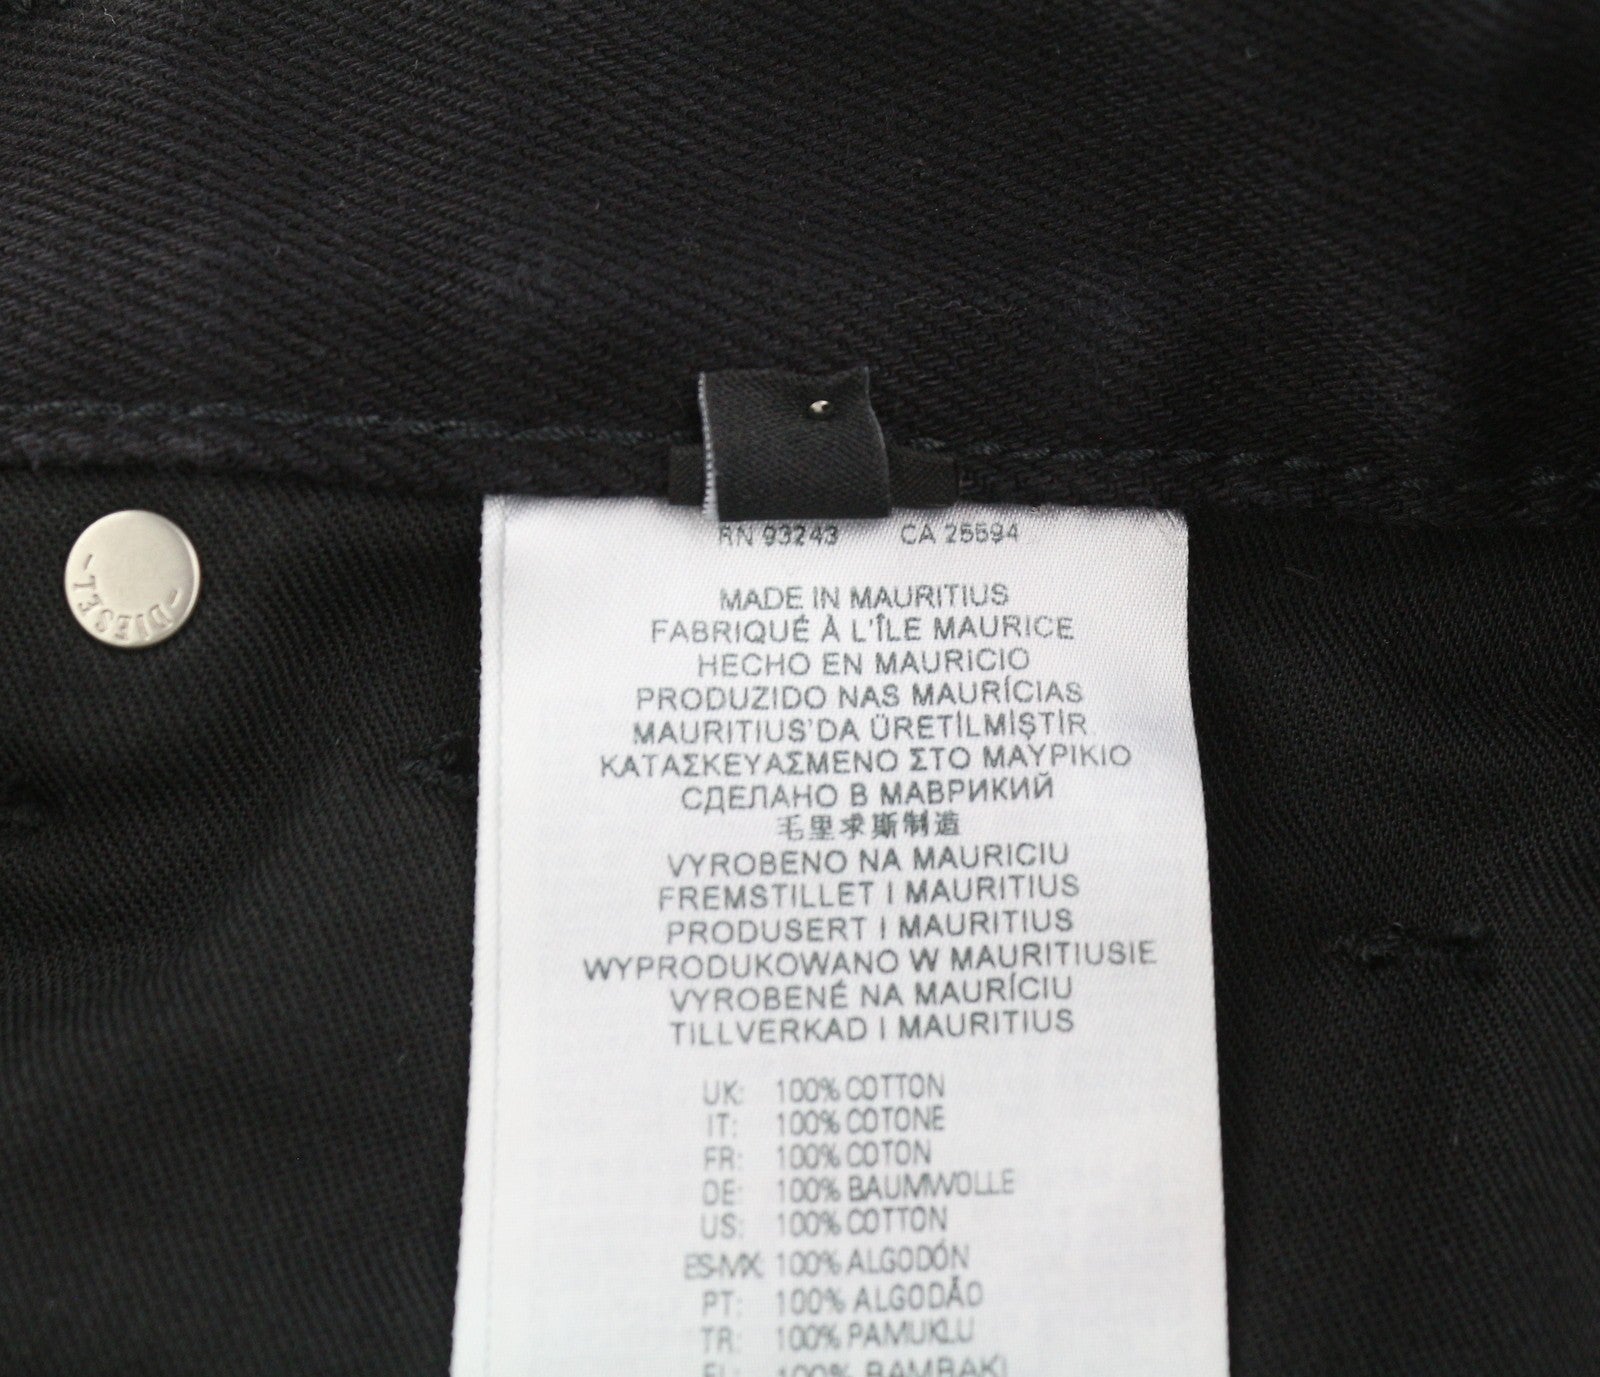 RN 93243 CA 25594
MADE IN MAURITIUS
FABRIQUÉ À L'ÎLE MAURICE
HECHO EN MAURICIO
PRODUZIDO NAS MAURÍCIAS
MAURITIUS'DA ÜRETİLMİŞTİR
ΚΑΤΑΣΚΕΥΑΣΜΕΝΟ ΣΤΟ ΜΑΥΡΙΚΙΟ
СДЕЛАНО В МАВРИКИЙ
毛里求斯制造
VYROBENO NA MAURICIU
FREMSTILLET I MAURITIUS
PRODUSERT I MAURITIUS
WYPRODUKOWANO W MAURITIUSIE
VYROBENÉ NA MAURÍCIU
TILLVERKAD I MAURITIUS
UK: 100% COTTON
IT: 100% COTONE
FR: 100% COTON
DE: 100% BAUMWOLLE
US: 100% COTTON
ES-MX: 100% ALGODÓN
PT: 100% ALGODÃO
TR: 100% PAMUKLU
EL: 100% BAMBAKI
-DIESEL-